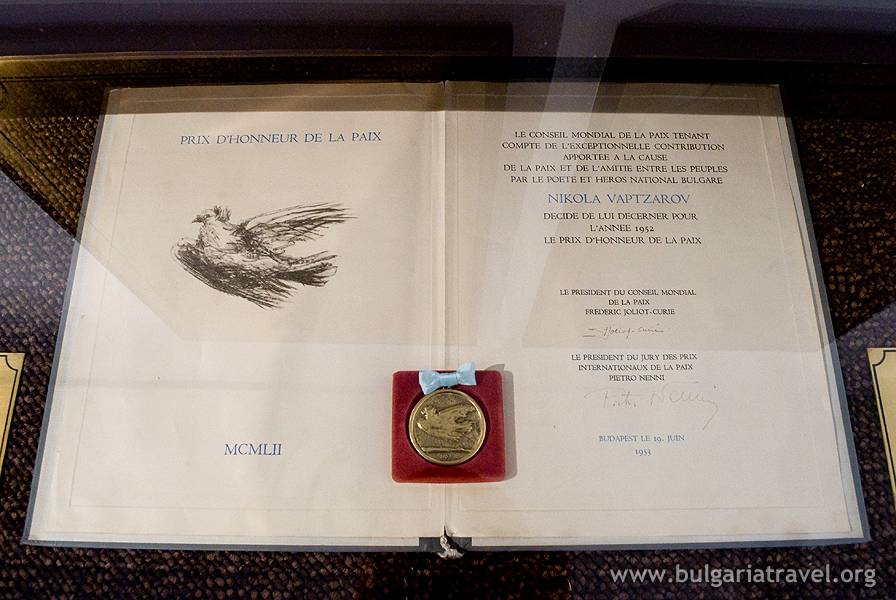 PRIX D'HONNEUR DE LA PAIX
MCMLII
LE CONSEIL MONDIAL DE LA PAIX TENANT
COMPTE DE L'EXCEPTIONNELLE CONTRIBUTION
APPORTEE A LA CAUSE
DE LA PAIX ET DE L'AMITIE ENTRE LES PEUPLES
PAR LE POETE ET HEROS NATIONAL BULGARE
NIKOLA VAPTZAROV
DECIDE DE LUI DECERNER POUR
L'ANNEE 1952
LE PRIX D'HONNEUR DE LA PAIX
LE PRESIDENT DU CONSEIL MONDIAL
DE LA PAIX
FREDERIC JOLIOT-CURIE
Joliot-Curie
LE PRESIDENT DU JURY DES PRIX
INTERNATIONAUX DE LA PAIX
PIETRO NENNI
Pietro Nenni
BUDAPEST LE 19. JUIN
1953
www.bulgariatravel.org